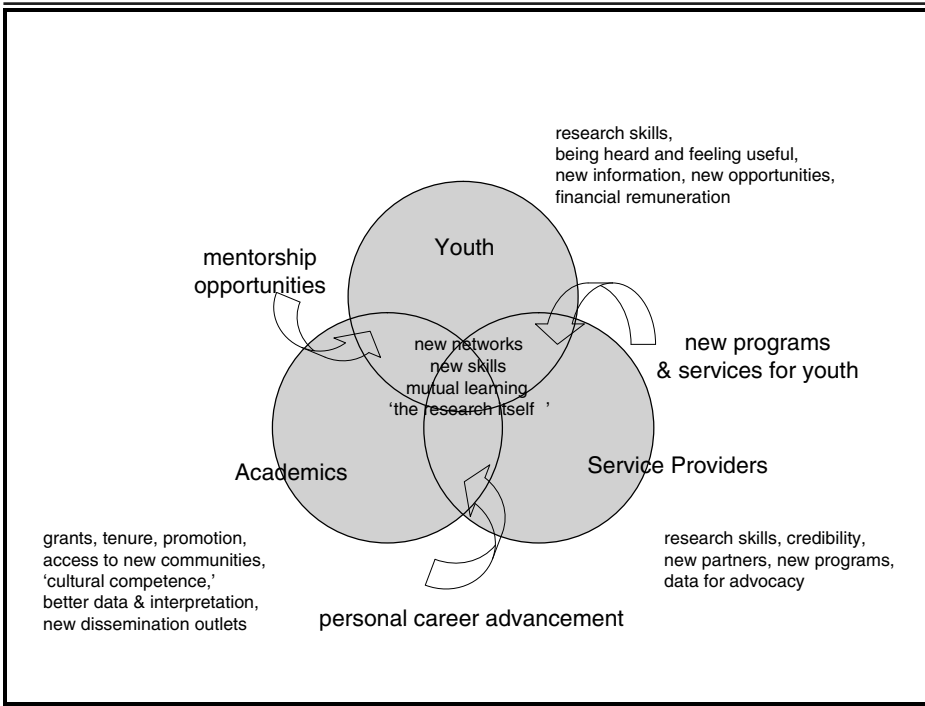 research skills,
being heard and feeling useful,
new information, new opportunities,
financial remuneration
Youth
mentorship
opportunities
new networks
new skills
mutual learning
‘the research itself ’
new programs
& services for youth
Academics
Service Providers
grants, tenure, promotion,
access to new communities,
‘cultural competence,’
better data & interpretation,
new dissemination outlets
research skills, credibility,
new partners, new programs,
data for advocacy
personal career advancement